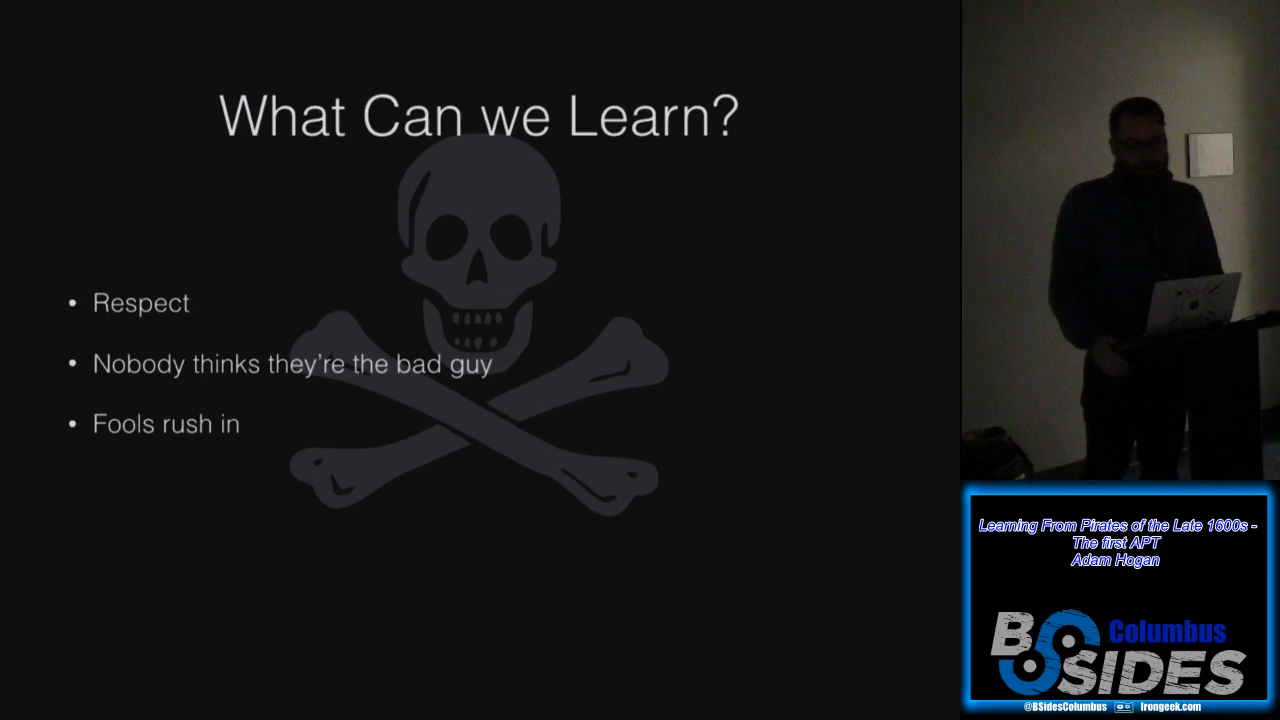 What Can we Learn?
• Respect
• Nobody thinks they're the bad guy
• Fools rush in
Learning From Pirates of the Late 1600s -
The first APT
Adam Hogan
BSIDES
Columbus
@BSidesColumbus Irongeek.com